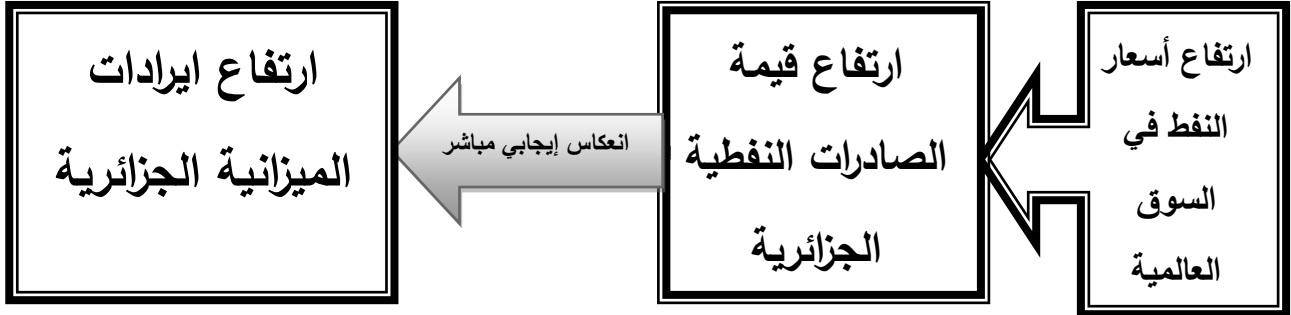 ارتفاع أسعار
النفط في
السوق
العالمية
ارتفاع قيمة
الصادرات النفطية
الجزائرية
انعكاس إيجابي مباشر
ارتفاع ايرادات
الميزانية الجزائرية